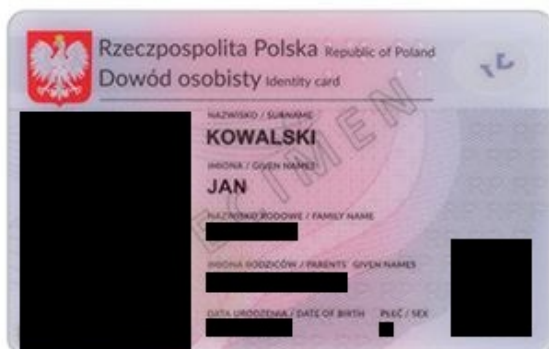 Rzeczpospolita Polska Republic of Poland
Dowód osobisty Identity card
NAZWISKO / SURNAME
KOWALSKI
IMIONA / GIVEN NAMES
JAN
NAZWISKO RODOWE / FAMILY NAME
IMIONA RODZICÓW / PARENTS' GIVEN NAMES
DATA URODZENIA / DATE OF BIRTH PŁEĆ / SEX
SPECIMEN